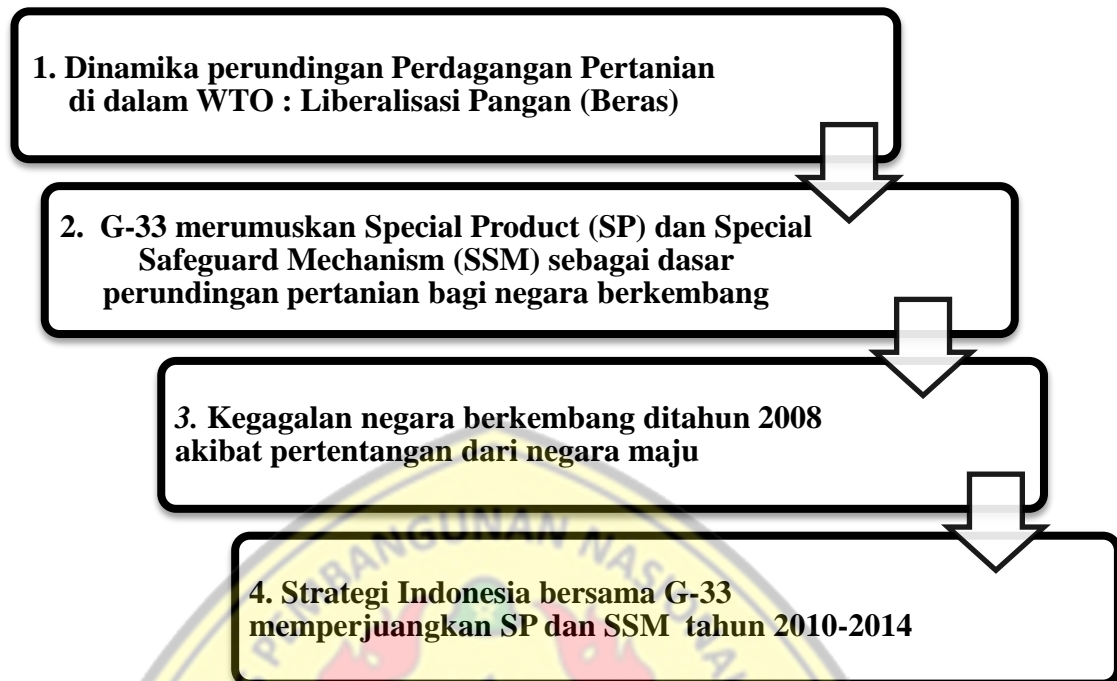 1. Dinamika perundingan Perdagangan Pertanian
di dalam WTO : Liberalisasi Pangan (Beras)
2. G-33 merumuskan Special Product (SP) dan Special
Safeguard Mechanism (SSM) sebagai dasar
perundingan pertanian bagi negara berkembang
3. Kegagalan negara berkembang ditahun 2008
akibat pertentangan dari negara maju
PEMBANGUNAN NASIONAL
4. Strategi Indonesia bersama G-33
memperjuangkan SP dan SSM tahun 2010-2014